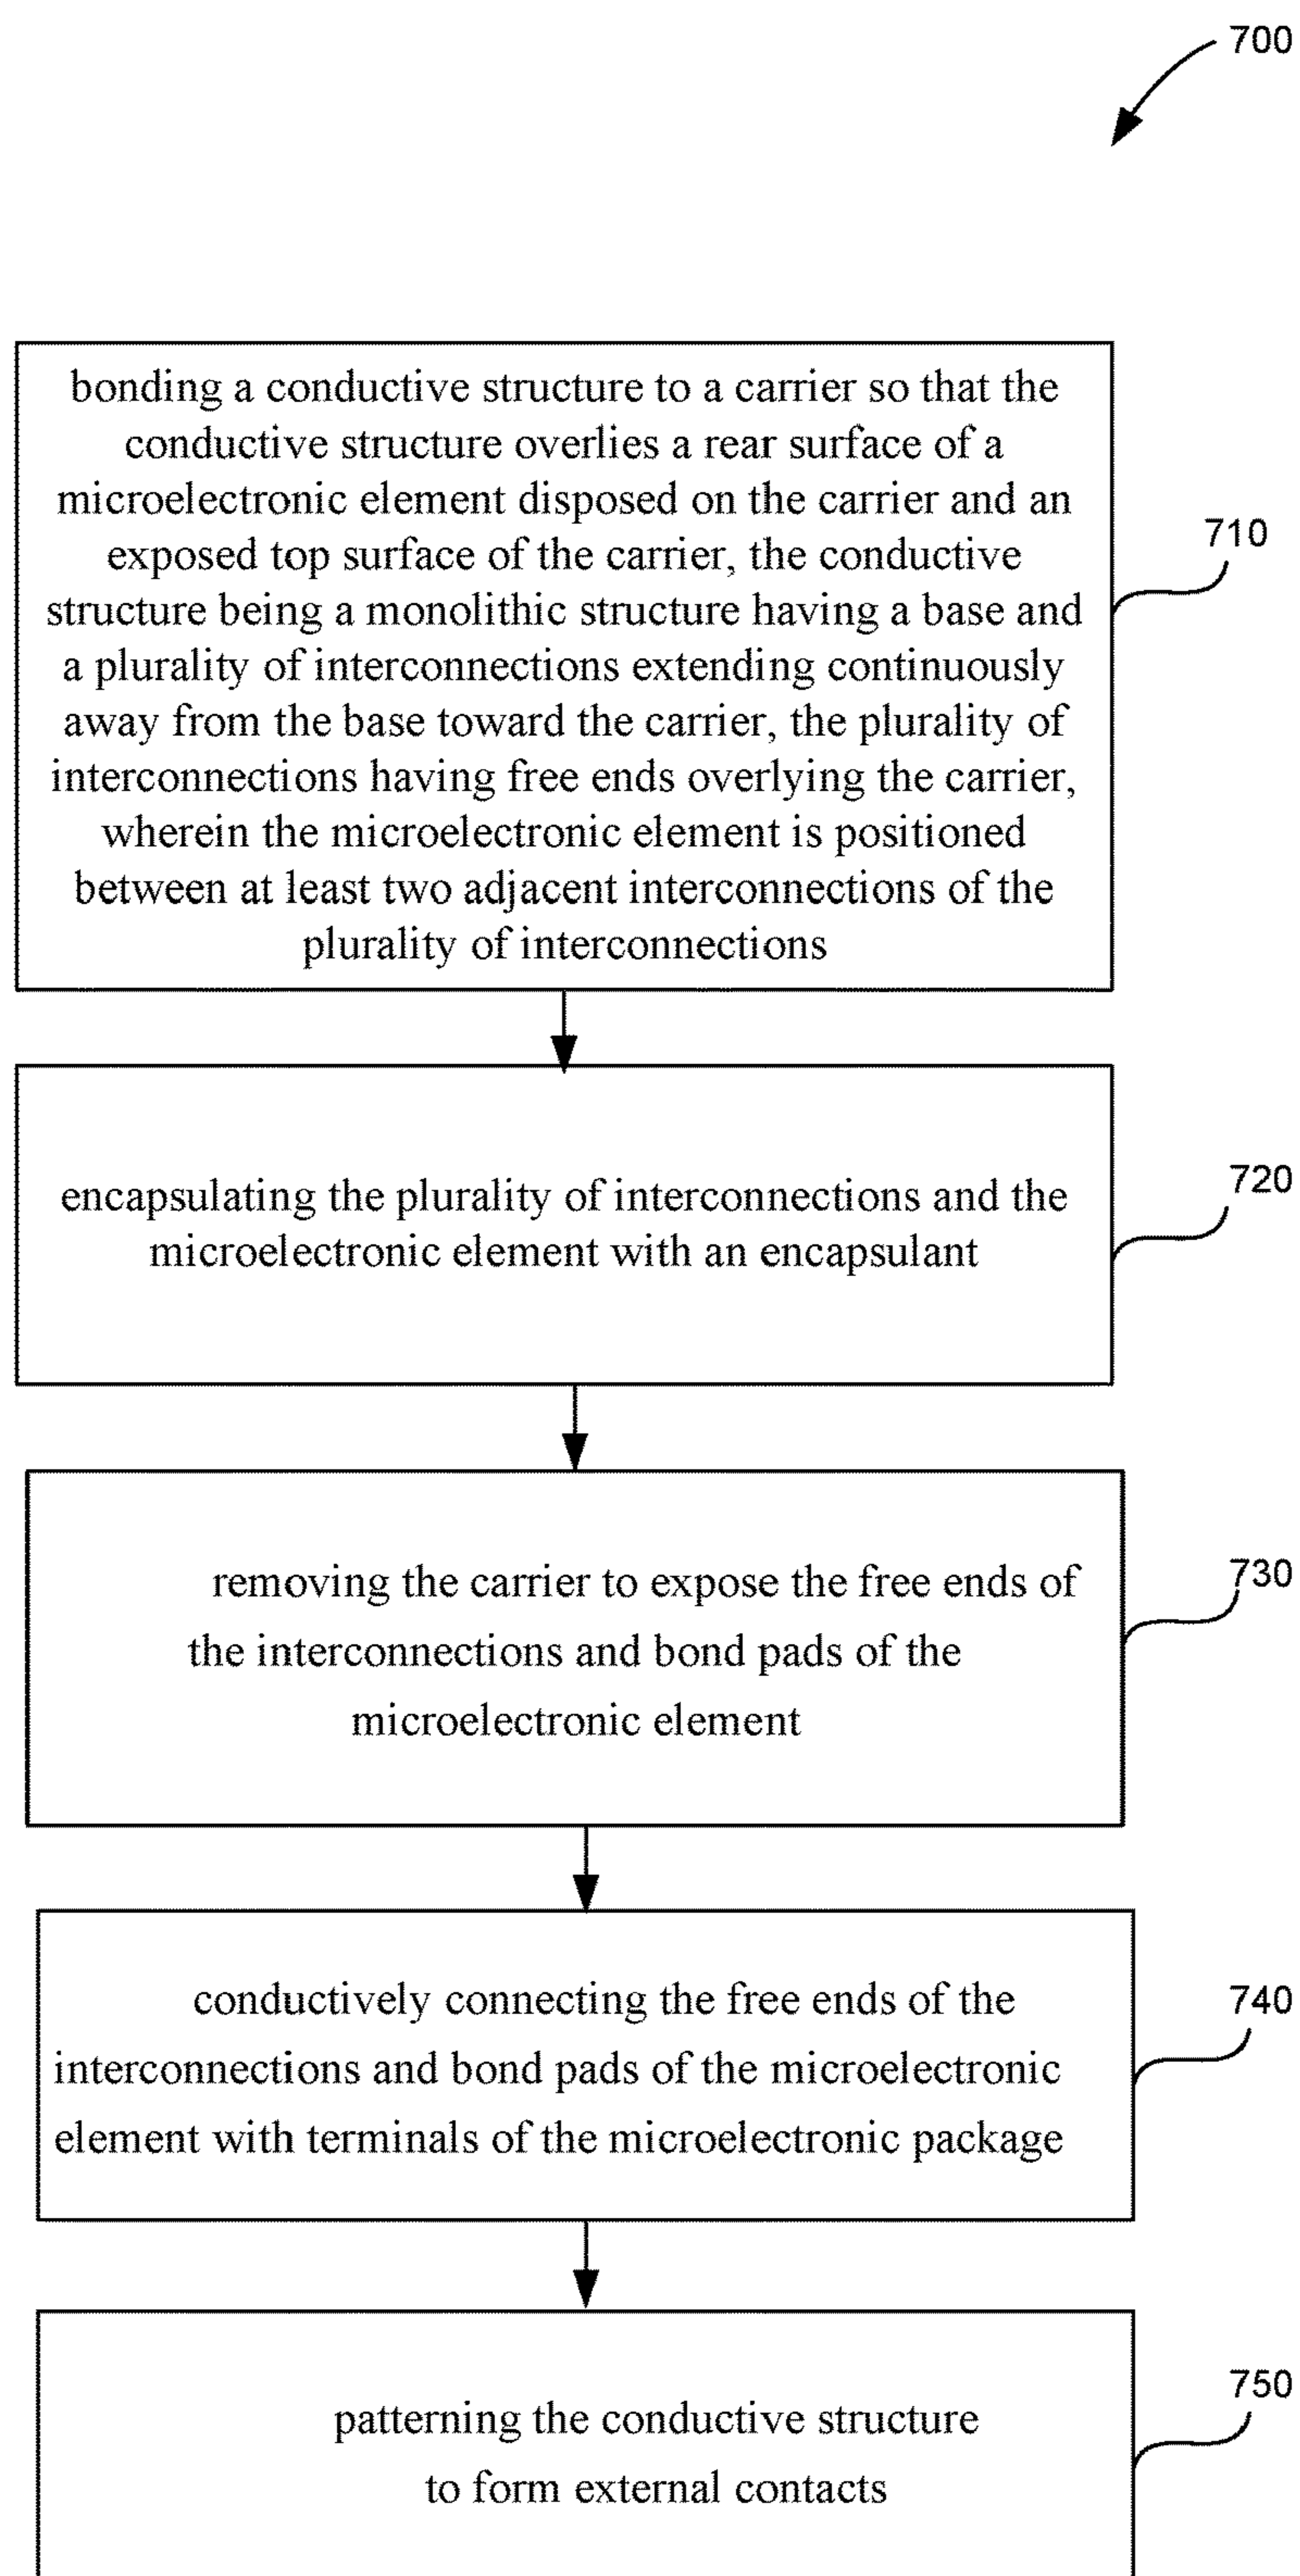 700
bonding a conductive structure to a carrier so that the
conductive structure overlies a rear surface of a
microelectronic element disposed on the carrier and an
exposed top surface of the carrier, the conductive
structure being a monolithic structure having a base and
a plurality of interconnections extending continuously
away from the base toward the carrier, the plurality of
interconnections having free ends overlying the carrier,
wherein the microelectronic element is positioned
between at least two adjacent interconnections of the
plurality of interconnections
710
encapsulating the plurality of interconnections and the
microelectronic element with an encapsulant
720
removing the carrier to expose the free ends of
the interconnections and bond pads of the
microelectronic element
730
conductively connecting the free ends of the
interconnections and bond pads of the microelectronic
element with terminals of the microelectronic package
740
patterning the conductive structure
to form external contacts
750